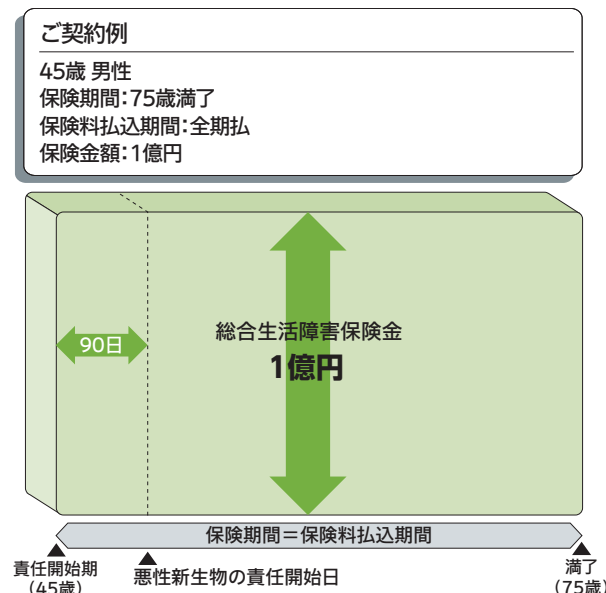 ご契約例
45歳 男性
保険期間：75歳満了
保険料払込期間：全期払
保険金額：1億円
90日
総合生活障害保険金
1億円
保険期間＝保険料払込期間
責任開始期
（45歳）
悪性新生物の責任開始日
満了
（75歳）